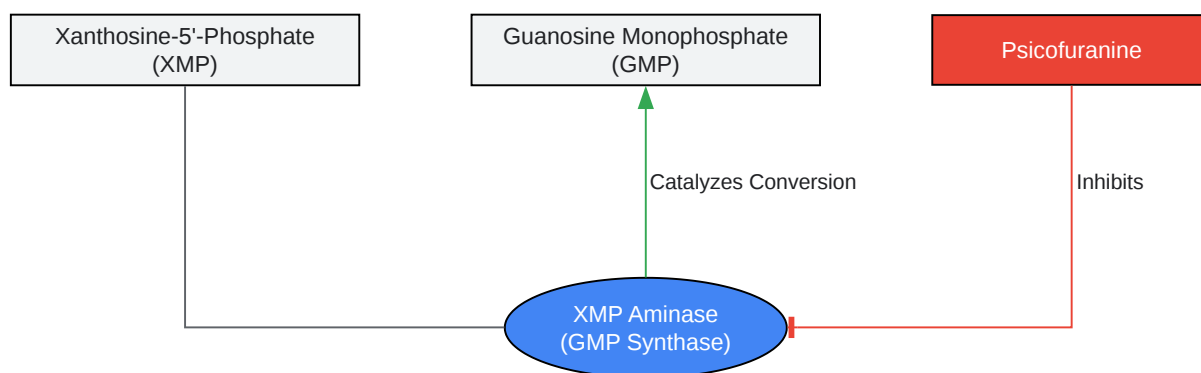 Xanthosine-5'-Phosphate
(XMP)
Guanosine Monophosphate
(GMP)
Psicofuranine
Catalyzes Conversion
Inhibits
XMP Aminase
(GMP Synthase)